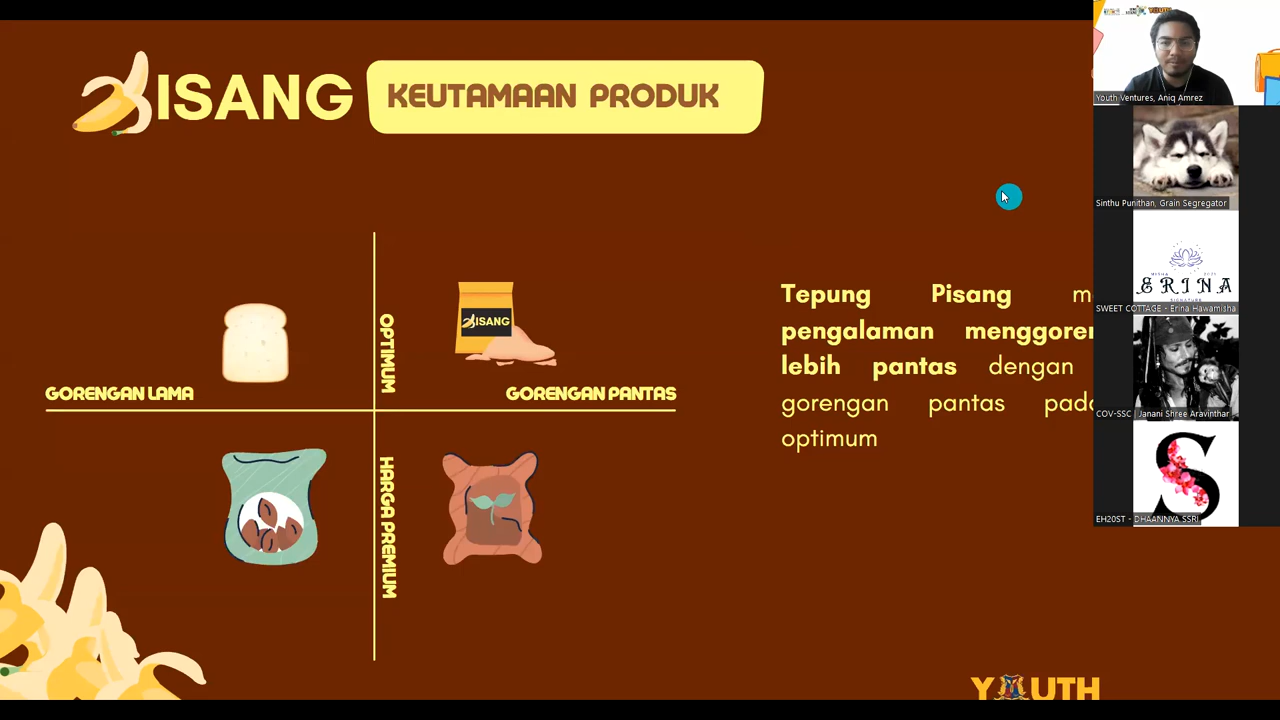 ISANG
KEUTAMAAN PRODUK
OPTIMUM
ISANG
GORENGAN LAMA
GORENGAN PANTAS
HARGA PREMIUM
Tepung Pisang
pengalaman
lebih pantas dengan
gorengan pantas
optimum
YOUTH
Youth Ventures, Aniq Amrez
Sinthu Punithan, Grain Segregator
ERINA
SIGNATURE
SWEET COTTAGE - Erina Hawamisha
COV-SSC | Janani Shree Aravinthar
S
EH20ST - DHAANNYA SSRI